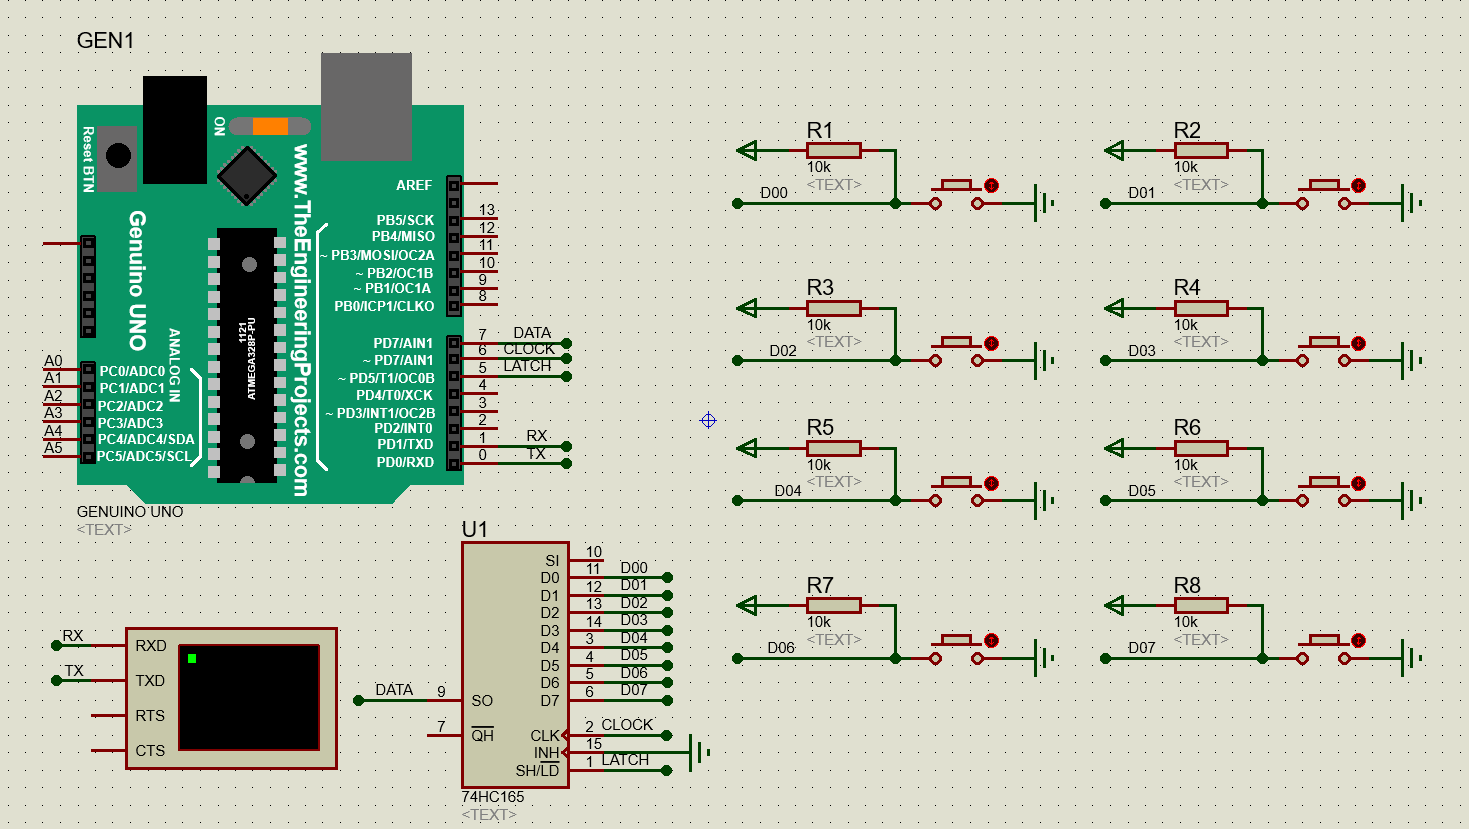 GEN1
Reset BTN
ON
www.TheEngineeringProjects.com
Genuino UNO
ANALOG IN
1121
ATMEGA328P-PU
AREF
PB5/SCK 13
PB4/MISO 12
~ PB3/MOSI/OC2A 11
~ PB2/OC1B 10
~ PB1/OC1A 9
PB0/ICP1/CLKO 8
PD7/AIN1 7 DATA
~ PD7/AIN1 6 CLOCK
~ PD5/T1/OC0B 5 LATCH
PD4/T0/XCK 4
~ PD3/INT1/OC2B 3
PD2/INT0 2
PD1/TXD 1 RX
PD0/RXD 0 TX
A0 PC0/ADC0
A1 PC1/ADC1
A2 PC2/ADC2
A3 PC3/ADC3
A4 PC4/ADC4/SDA
A5 PC5/ADC5/SCL
GENUINO UNO
<TEXT>
R1
10k
<TEXT>
D00
R2
10k
<TEXT>
D01
R3
10k
<TEXT>
D02
R4
10k
<TEXT>
D03
R5
10k
<TEXT>
D04
R6
10k
<TEXT>
D05
R7
10k
<TEXT>
D06
R8
10k
<TEXT>
D07
RX RXD
TX TXD
RTS
CTS
U1
SI 10
D0 11 D00
D1 12 D01
D2 13 D02
D3 14 D03
D4 3 D04
D5 4 D05
D6 5 D06
D7 6 D07
DATA 9 SO
7 QH
CLK 2 CLOCK
INH 15
SH/LD 1 LATCH
74HC165
<TEXT>